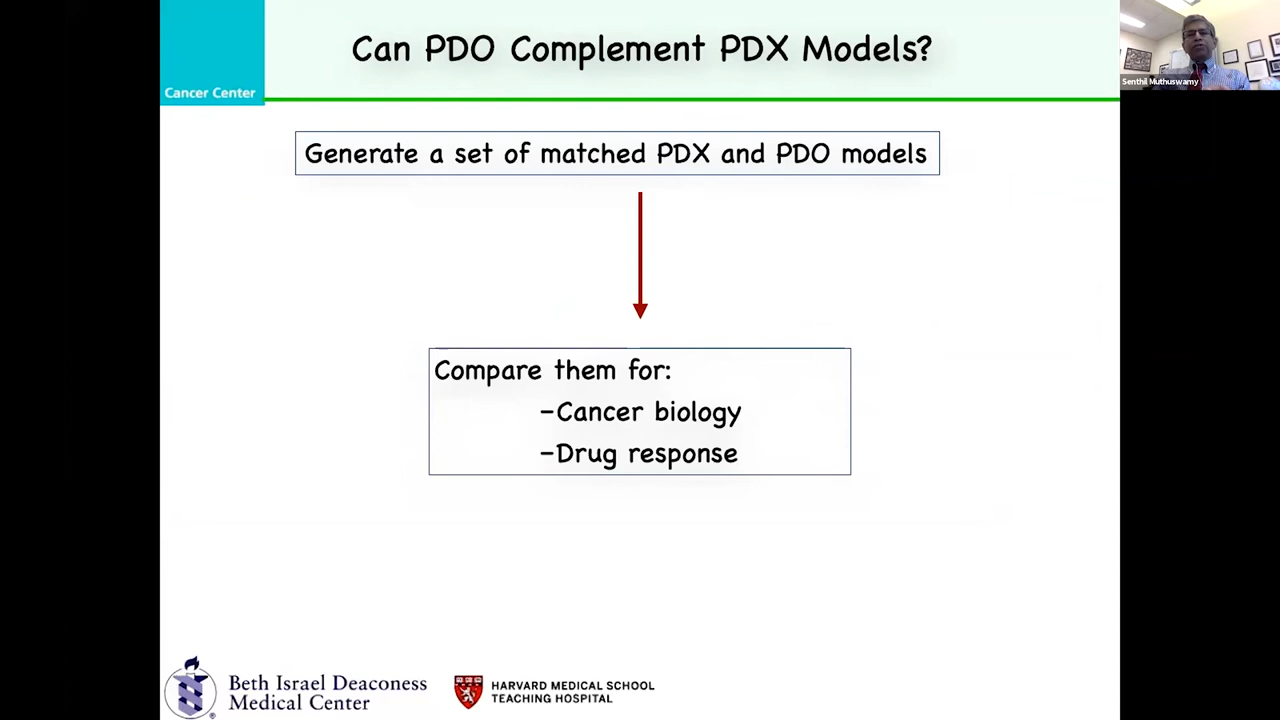 Can PDO Complement PDX Models?
Cancer Center
Senthil Muthuswamy
Generate a set of matched PDX and PDO models
Compare them for:
–Cancer biology
–Drug response
Beth Israel Deaconess
Medical Center
HARVARD MEDICAL SCHOOL
TEACHING HOSPITAL